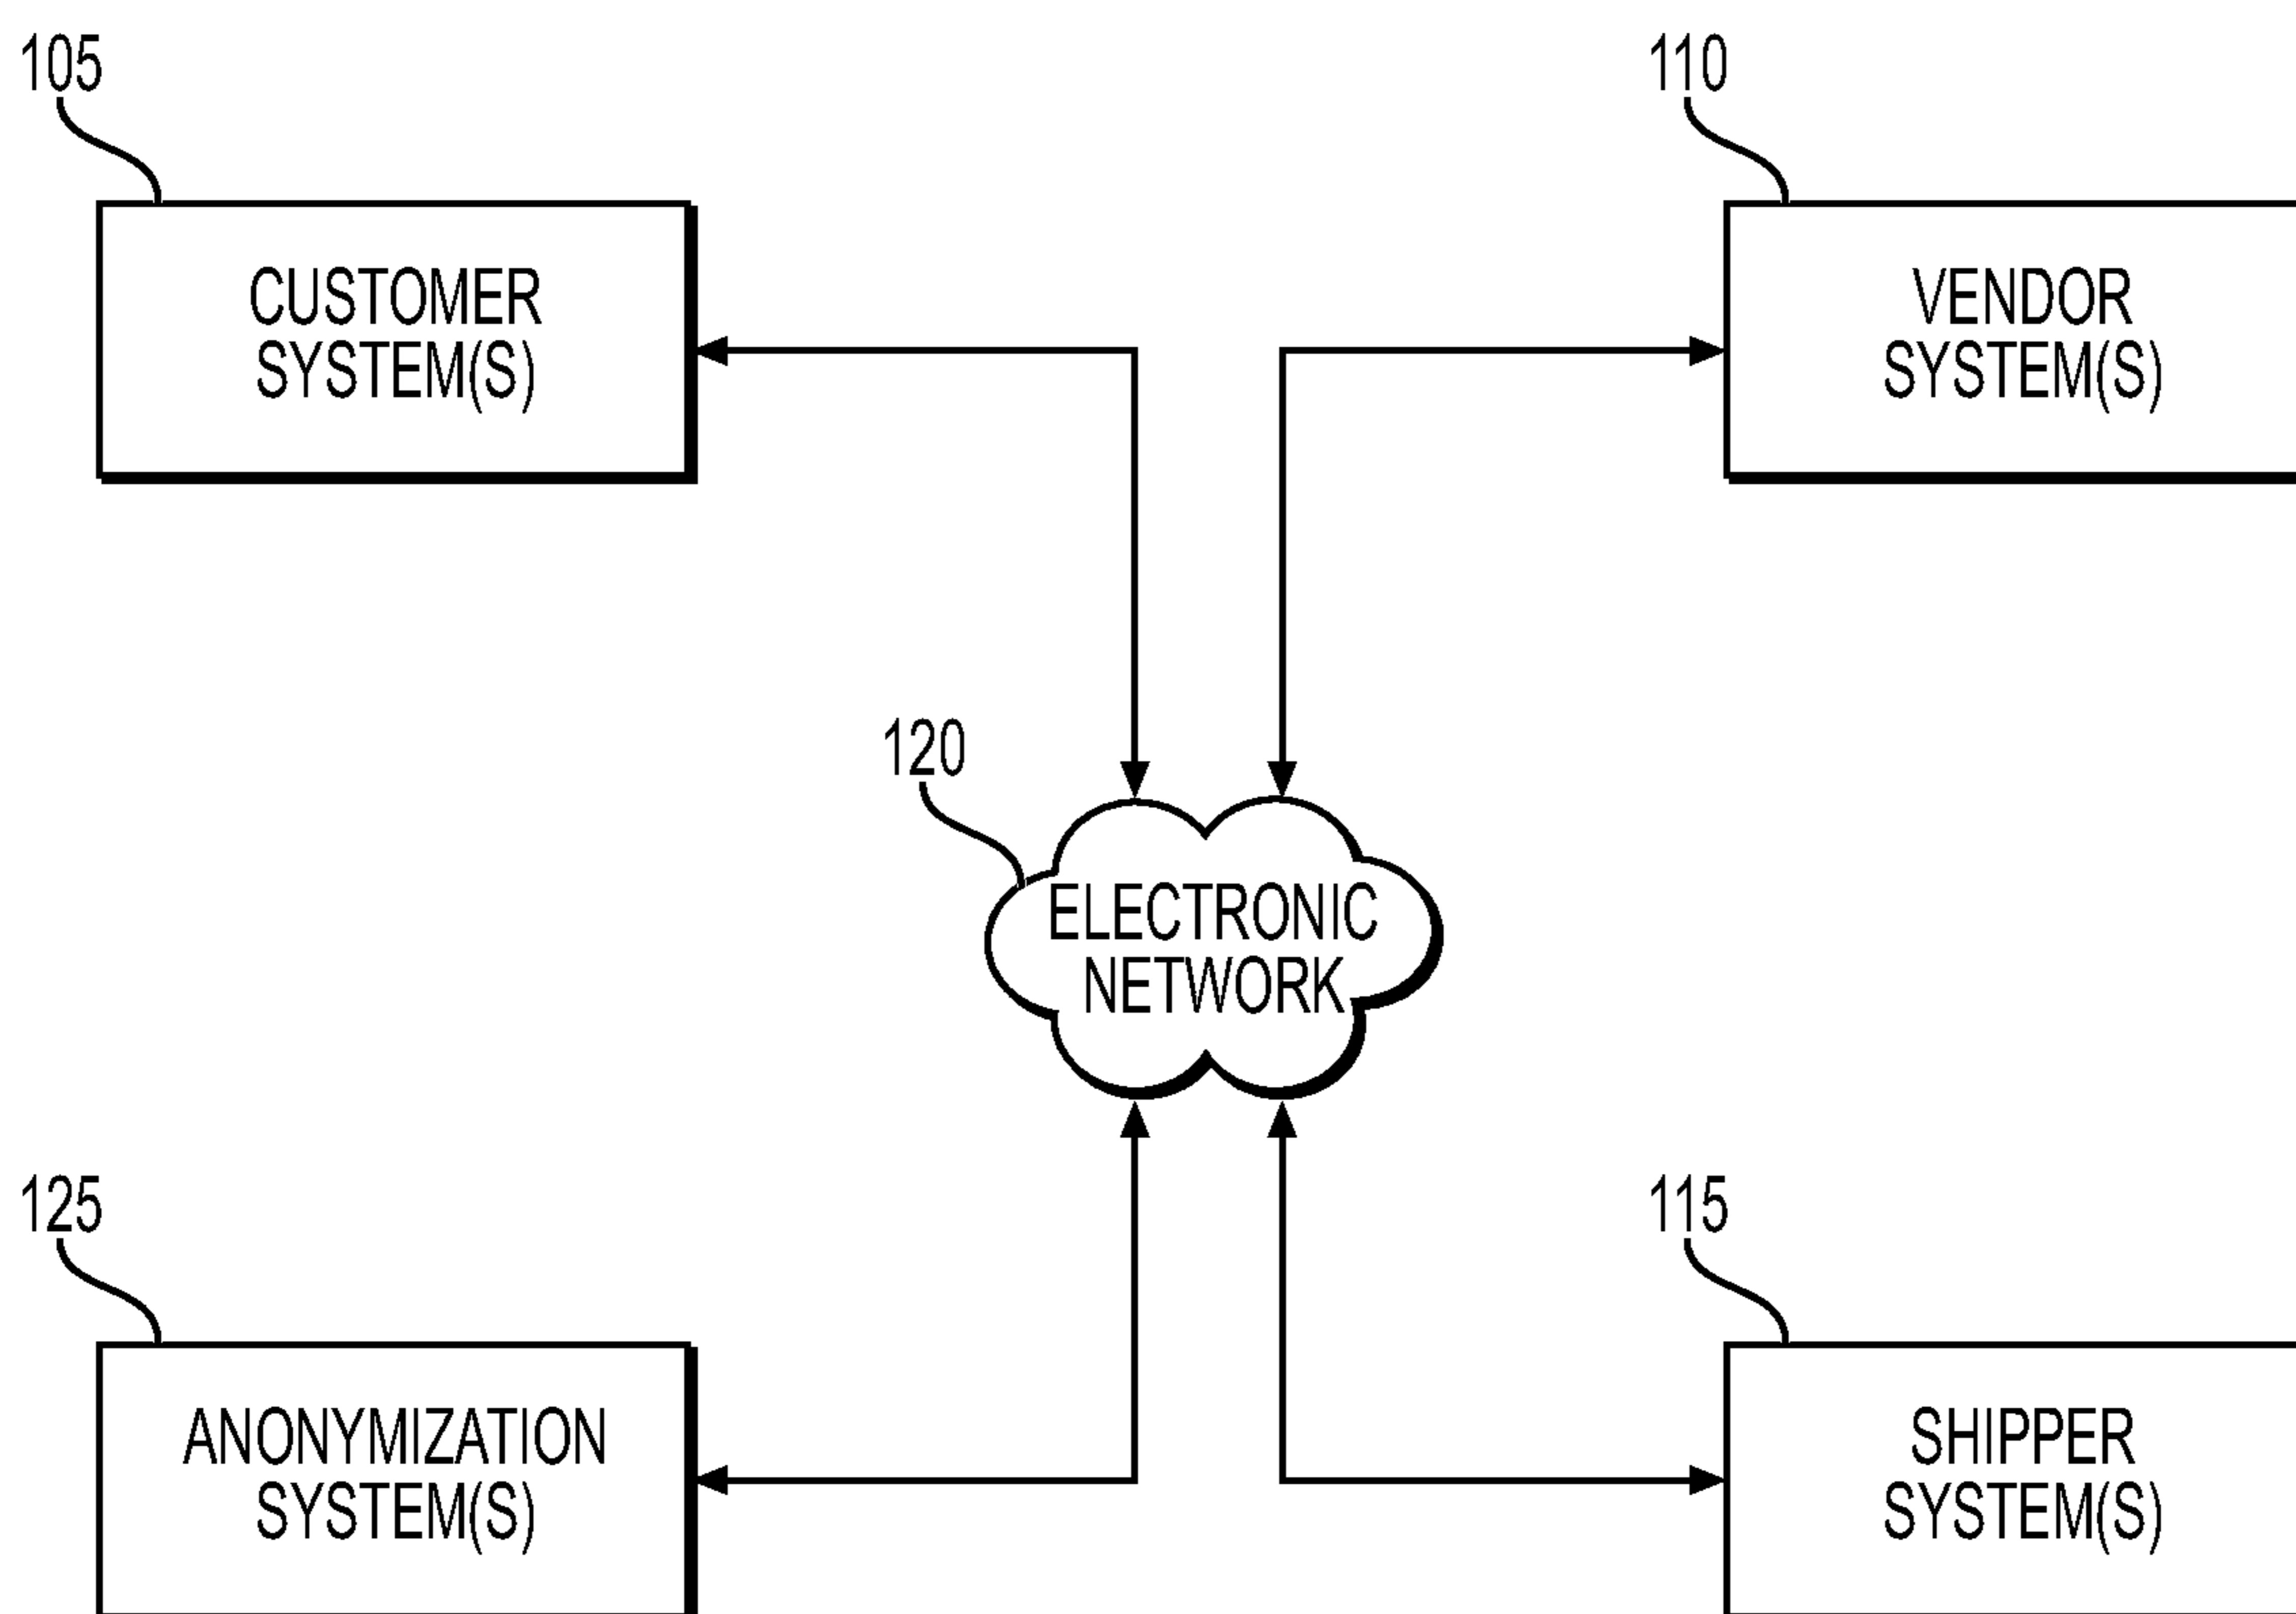 105
110
CUSTOMER
SYSTEM(S)
VENDOR
SYSTEM(S)
120
ELECTRONIC
NETWORK
125
115
ANONYMIZATION
SYSTEM(S)
SHIPPER
SYSTEM(S)